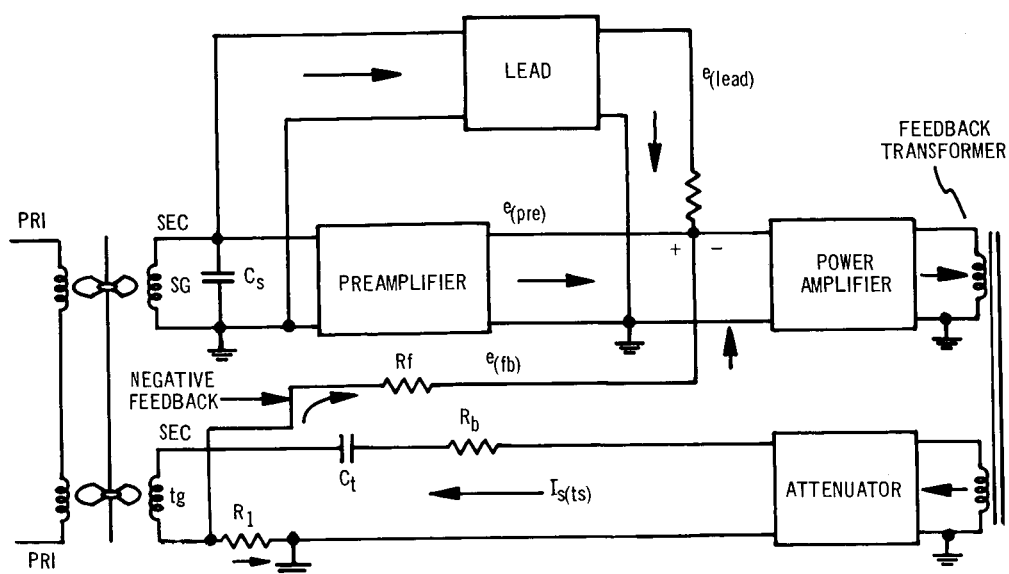 LEAD
e(lead)
FEEDBACK
TRANSFORMER
PRI
SEC
e(pre)
SG
Cs
PREAMPLIFIER
+ −
POWER
AMPLIFIER
Rf
e(fb)
NEGATIVE
FEEDBACK
SEC
Rb
Ct
tg
Is(ts)
ATTENUATOR
R1
PRI